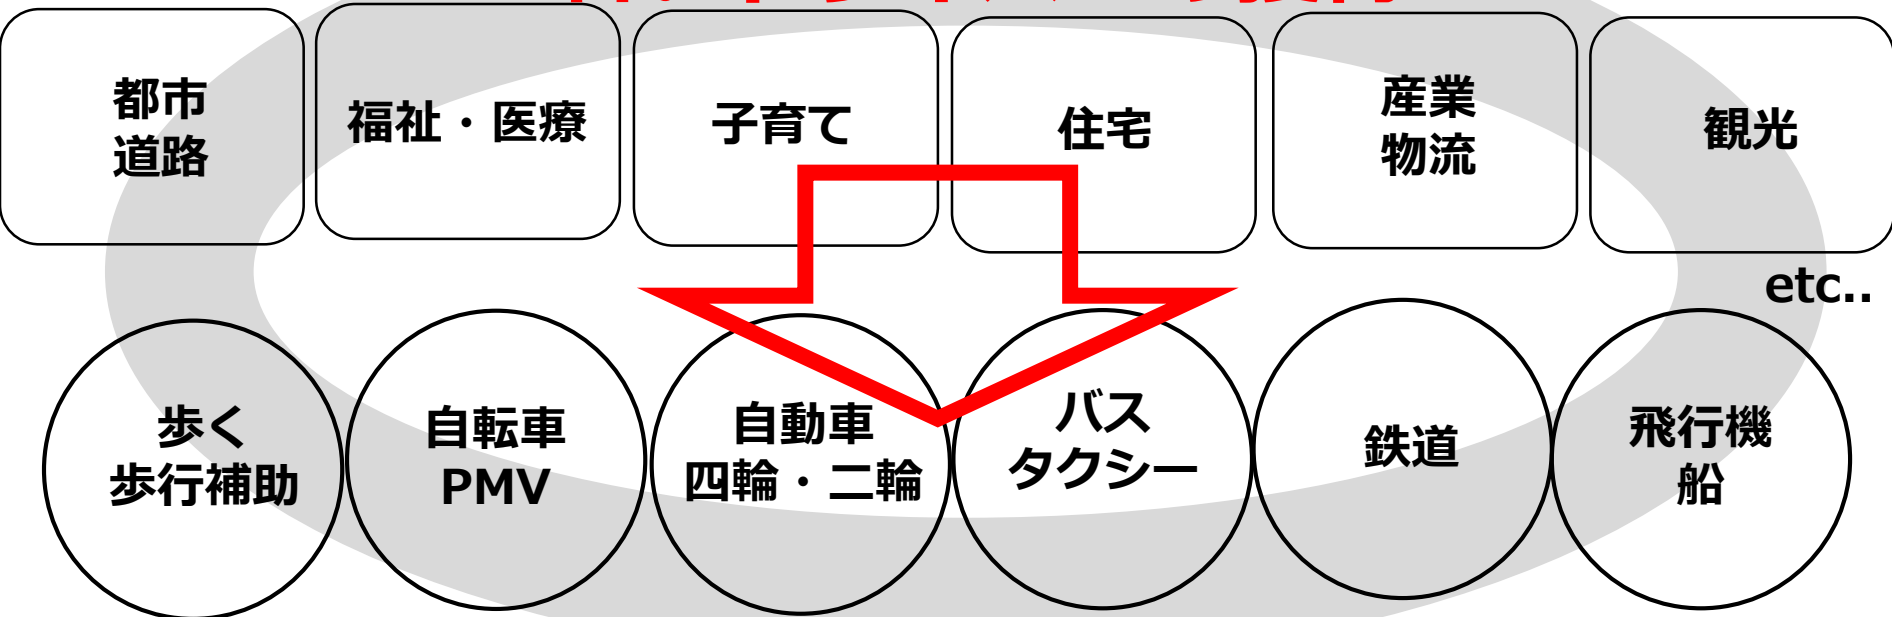 都市
道路
福祉・医療
子育て
住宅
産業
物流
観光
etc..
歩く
歩行補助
自転車
PMV
自動車
四輪・二輪
バス
タクシー
鉄道
飛行機
船